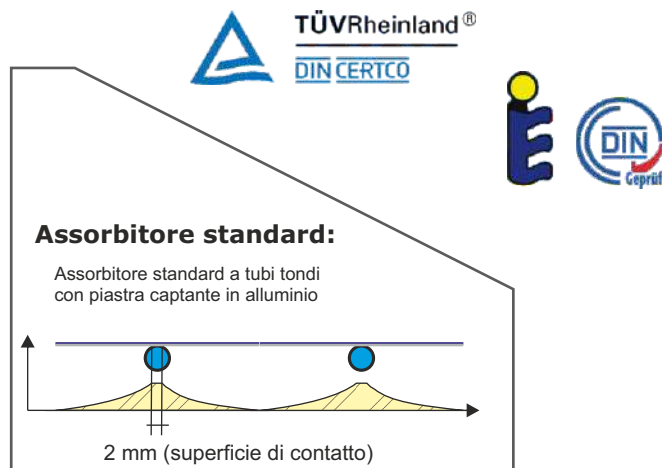 TÜVRheinland®
DIN CERTCO
DIN
Geprüft
Assorbitore standard:
Assorbitore standard a tubi tondi
con piastra captante in alluminio
2 mm (superficie di contatto)